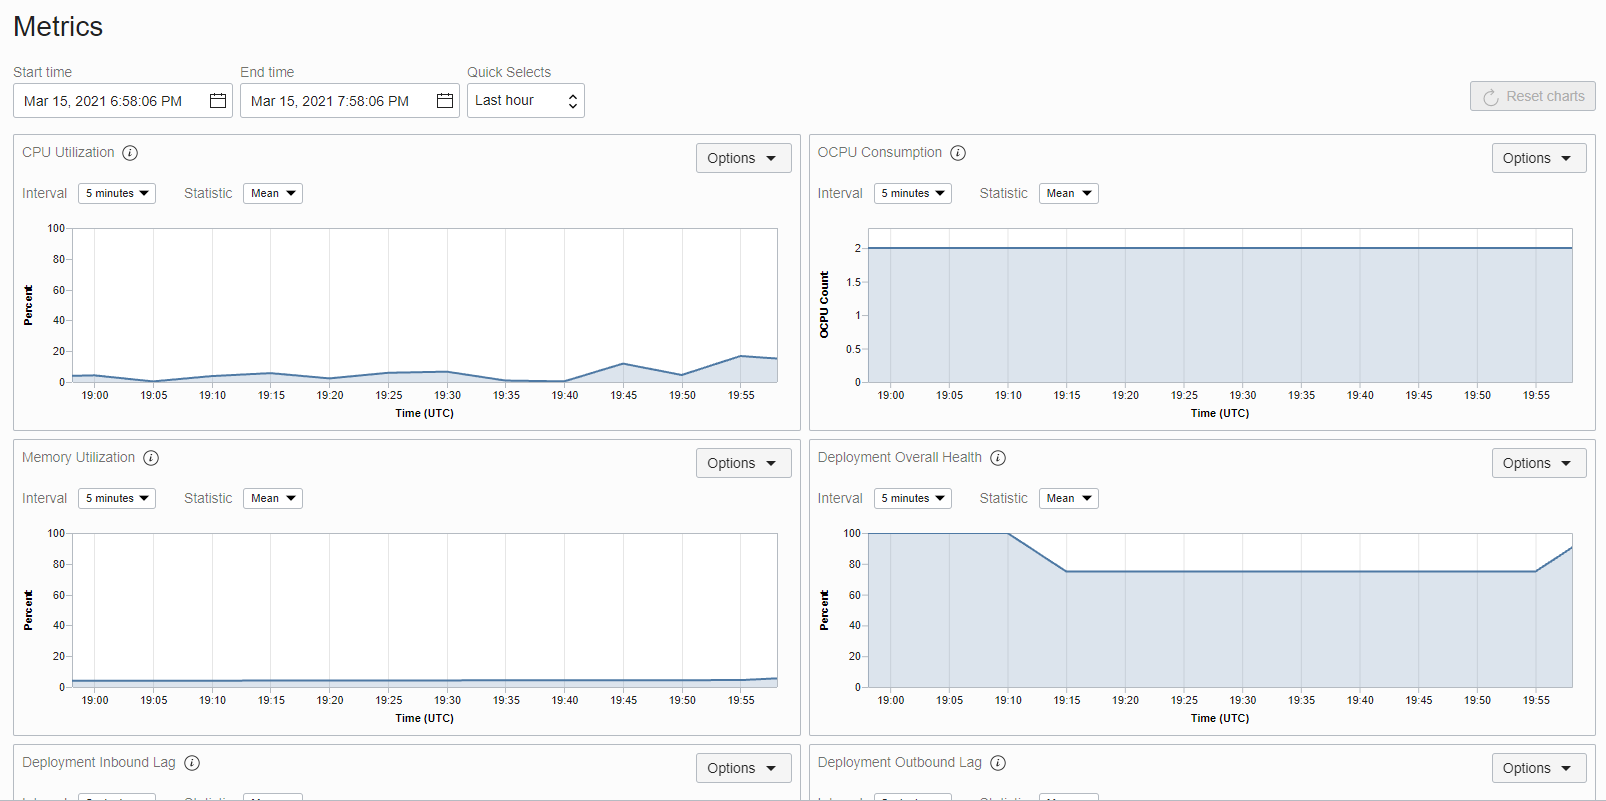 Metrics
Start time End time Quick Selects
Mar 15, 2021 6:58:06 PM Mar 15, 2021 7:58:06 PM Last hour Reset charts
CPU Utilization Options
Interval 5 minutes Statistic Mean
100
80
60
40
20
0
Percent
19:00 19:05 19:10 19:15 19:20 19:25 19:30 19:35 19:40 19:45 19:50 19:55
Time (UTC)
OCPU Consumption Options
Interval 5 minutes Statistic Mean
2
1.5
1
0.5
0
OCPU Count
19:00 19:05 19:10 19:15 19:20 19:25 19:30 19:35 19:40 19:45 19:50 19:55
Time (UTC)
Memory Utilization Options
Interval 5 minutes Statistic Mean
100
80
60
40
20
0
Percent
19:00 19:05 19:10 19:15 19:20 19:25 19:30 19:35 19:40 19:45 19:50 19:55
Time (UTC)
Deployment Overall Health Options
Interval 5 minutes Statistic Mean
100
80
60
40
20
0
Percent
19:00 19:05 19:10 19:15 19:20 19:25 19:30 19:35 19:40 19:45 19:50 19:55
Time (UTC)
Deployment Inbound Lag Options
Deployment Outbound Lag Options